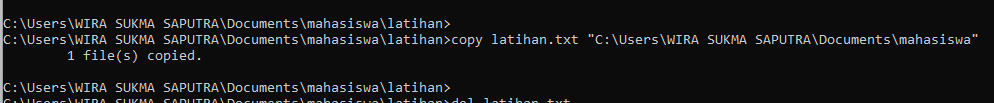 C:\Users\WIRA SUKMA SAPUTRA\Documents\mahasiswa\latihan>
C:\Users\WIRA SUKMA SAPUTRA\Documents\mahasiswa\latihan>copy latihan.txt "C:\Users\WIRA SUKMA SAPUTRA\Documents\mahasiswa"
        1 file(s) copied.
C:\Users\WIRA SUKMA SAPUTRA\Documents\mahasiswa\latihan>
C:\Users\WIRA SUKMA SAPUTRA\Documents\mahasiswa\latihan>del latihan.txt